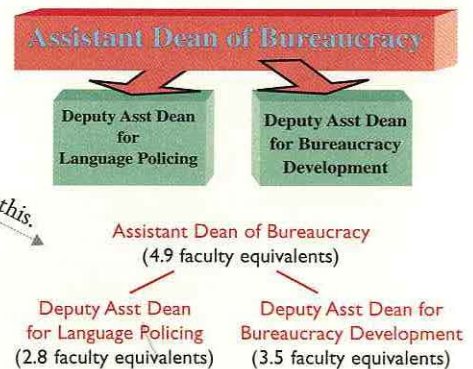 Assistant Dean of Bureaucracy
Deputy Asst Dean
for
Language Policing
Deputy Asst Dean
for Bureaucracy
Development
this.
Assistant Dean of Bureaucracy
(4.9 faculty equivalents)
Deputy Asst Dean
for Language Policing
(2.8 faculty equivalents)
Deputy Asst Dean for
Bureaucracy Development
(3.5 faculty equivalents)